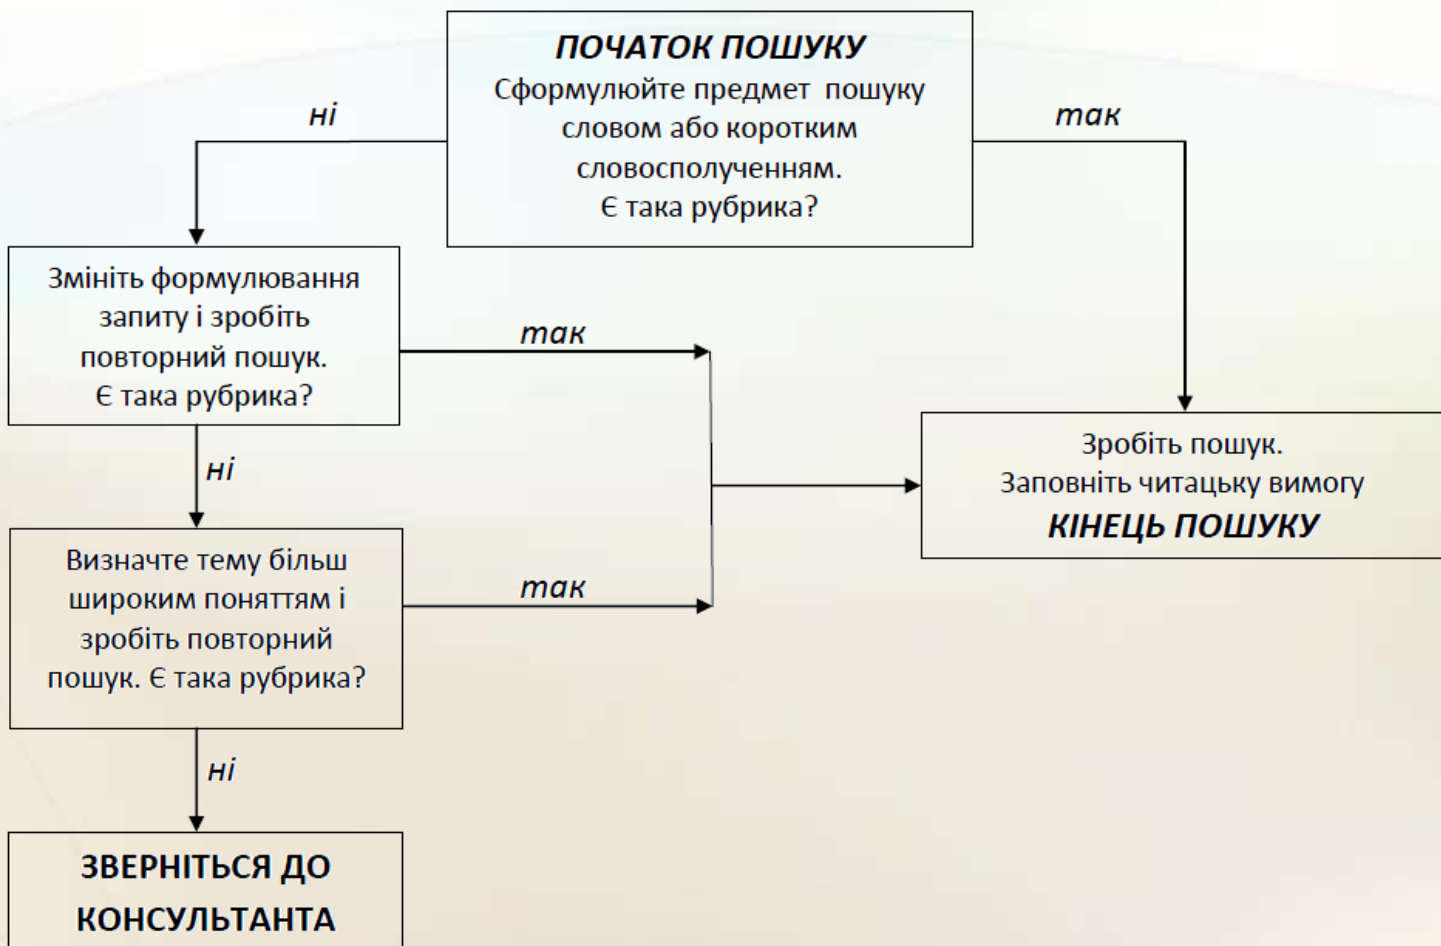 ПОЧАТОК ПОШУКУ
Сформулюйте предмет пошуку
словом або коротким
словосполученням.
Є така рубрика?
ні
так
Змініть формулювання
запиту і зробіть
повторний пошук.
Є така рубрика?
так
Зробіть пошук.
Заповніть читацьку вимогу
КІНЕЦЬ ПОШУКУ
ні
Визначте тему більш
широким поняттям і
зробіть повторний
пошук. Є така рубрика?
так
ні
ЗВЕРНІТЬСЯ ДО
КОНСУЛЬТАНТА